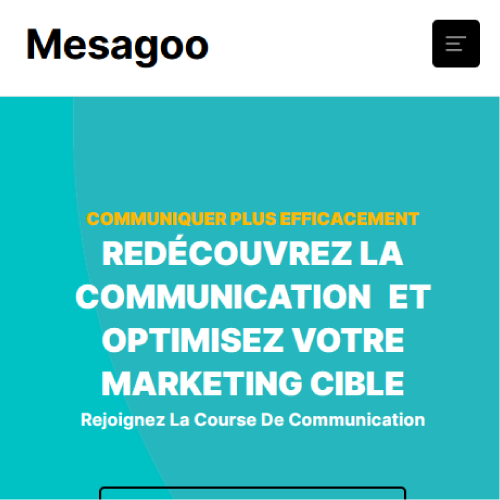 Mesagoo
COMMUNIQUER PLUS EFFICACEMENT
REDÉCOUVREZ LA
COMMUNICATION ET
OPTIMISEZ VOTRE
MARKETING CIBLE
Rejoignez La Course De Communication